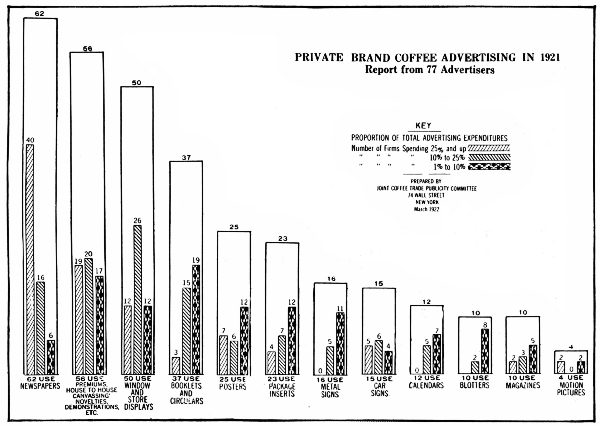 PRIVATE BRAND COFFEE ADVERTISING IN 1921
Report from 77 Advertisers
KEY
PROPORTION OF TOTAL ADVERTISING EXPENDITURES
Number of Firms Spending 25% and up
" " " " 10% to 25%
" " " " 1% to 10%
PREPARED BY
JOINT COFFEE TRADE PUBLICITY COMMITTEE
74 WALL STREET
NEW YORK
March 1922
62
40
16
6
62 USE
NEWSPAPERS
56
19
20
17
56 USE
PREMIUMS,
HOUSE TO HOUSE
CANVASSING
NOVELTIES,
DEMONSTRATIONS,
ETC.
50
12
26
12
50 USE
WINDOW
AND
STORE
DISPLAYS
37
3
15
19
37 USE
BOOKLETS
AND
CIRCULARS
25
7
6
12
25 USE
POSTERS
23
4
7
12
23 USE
PACKAGE
INSERTS
16
0
5
11
16 USE
METAL
SIGNS
15
5
6
4
15 USE
CAR
SIGNS
12
0
5
7
12 USE
CALENDARS
10
2
8
10 USE
BLOTTERS
10
2
3
5
10 USE
MAGAZINES
4
2
0
2
4 USE
MOTION
PICTURES